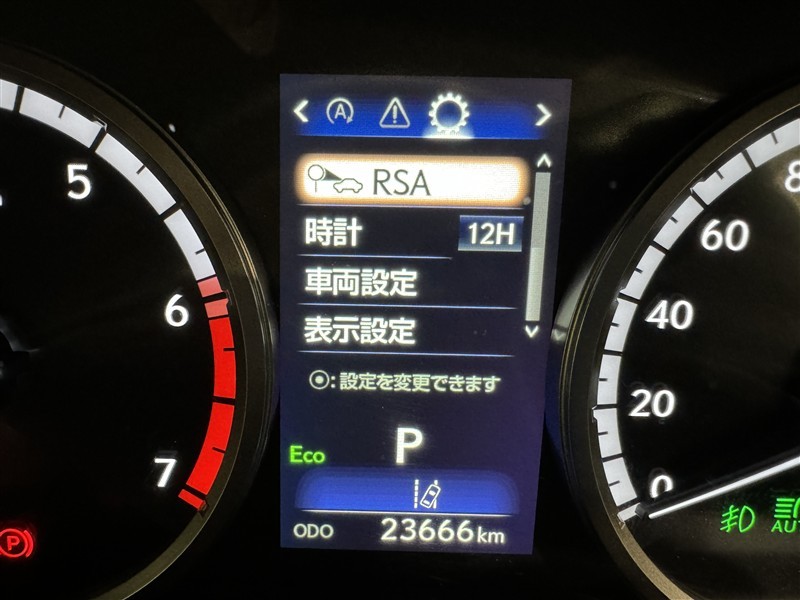 A
RSA
時計 12H
車両設定
表示設定
:設定を変更できます
P
Eco
ODO 23666km
5
6
7
P
60
40
20
0